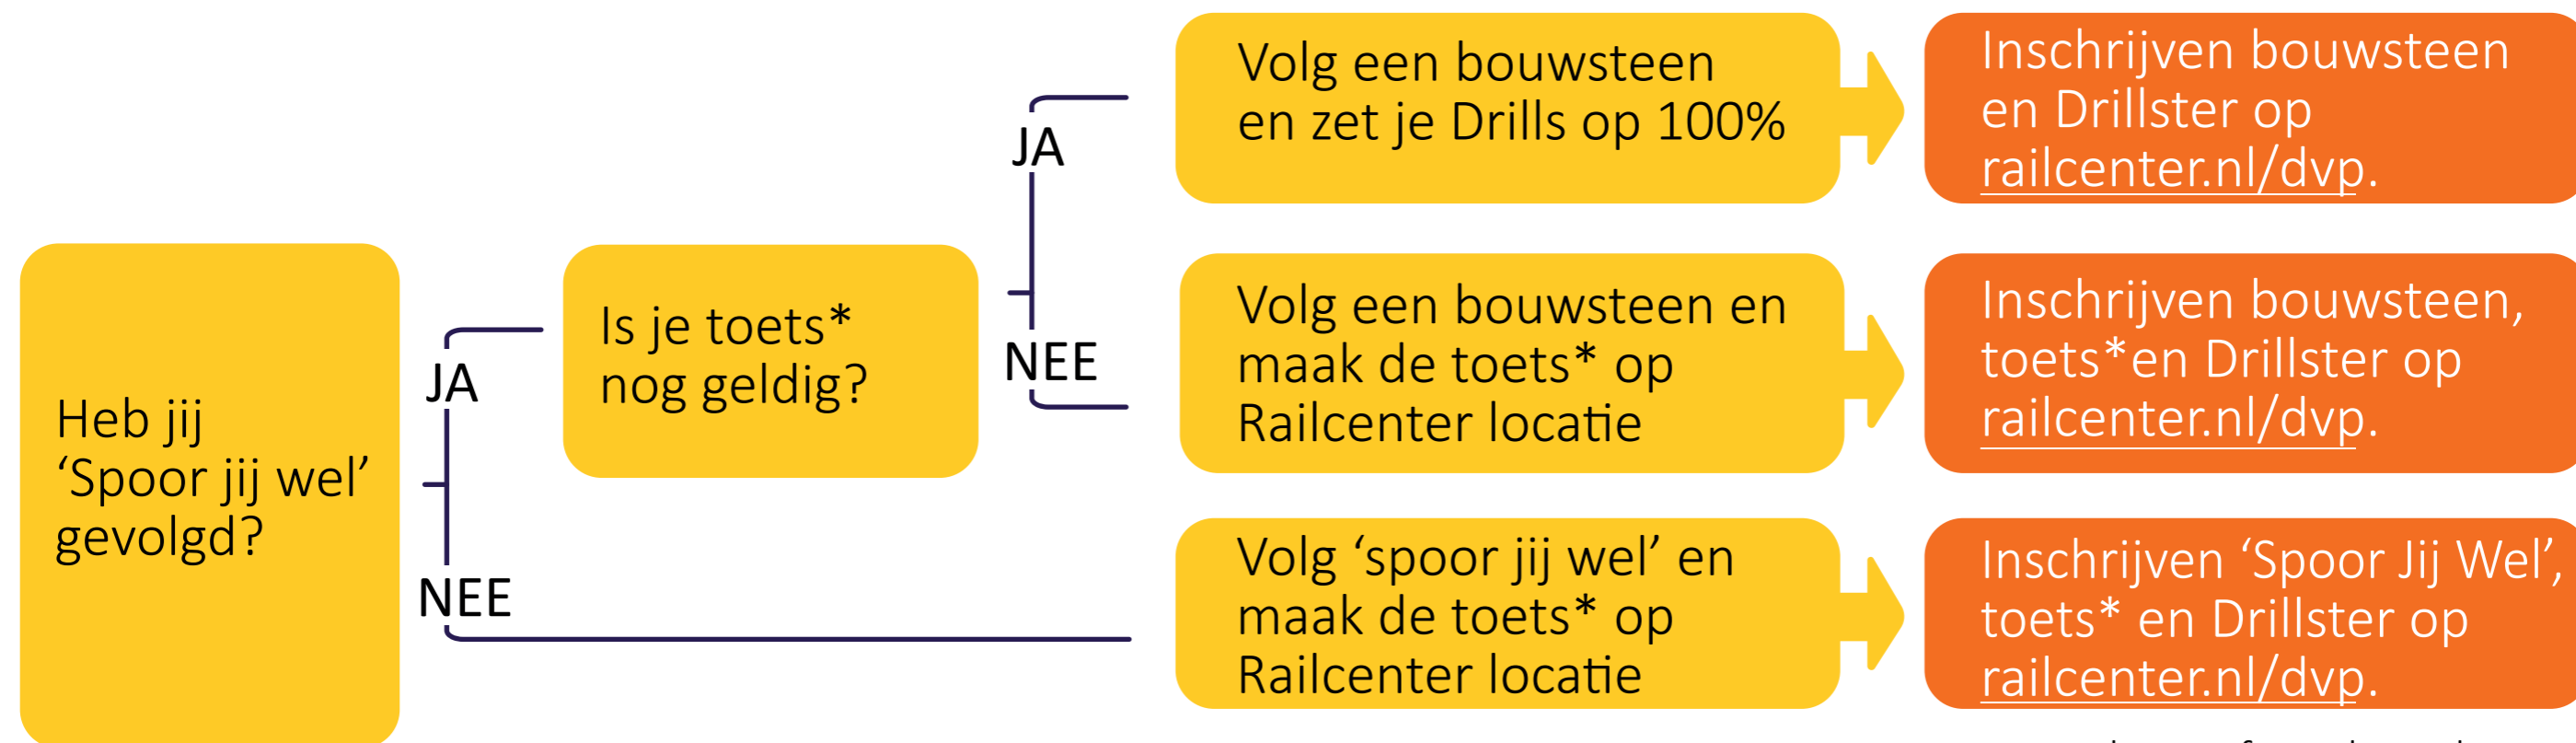 Heb jij
‘Spoor jij wel’
gevolgd?
JA
NEE
Is je toets*
nog geldig?
JA
NEE
Volg een bouwsteen
en zet je Drills op 100%
Inschrijven bouwsteen
en Drillster op
railcenter.nl/dvp.
Volg een bouwsteen en
maak de toets* op
Railcenter locatie
Inschrijven bouwsteen,
toets*en Drillster op
railcenter.nl/dvp.
Volg ‘spoor jij wel’ en
maak de toets* op
Railcenter locatie
Inschrijven ‘Spoor Jij Wel’,
toets* en Drillster op
railcenter.nl/dvp.